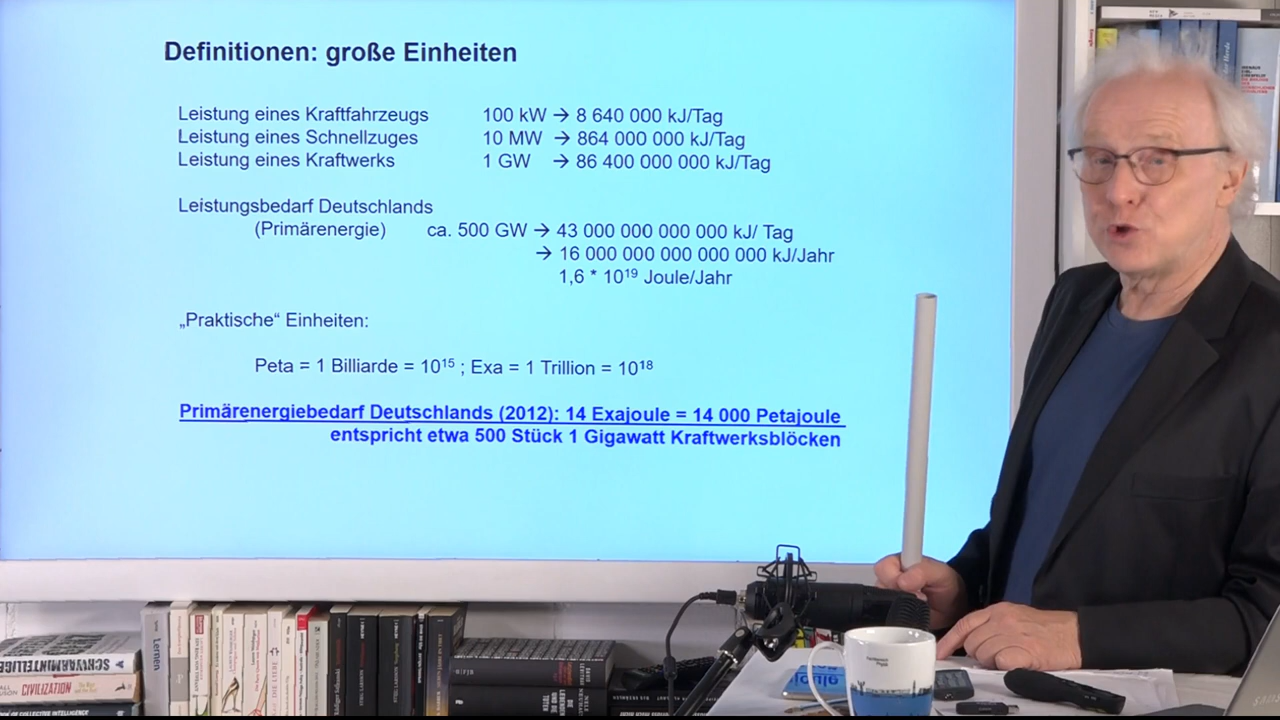 Definitionen: große Einheiten
Leistung eines Kraftfahrzeugs 100 kW → 8 640 000 kJ/Tag
Leistung eines Schnellzuges 10 MW → 864 000 000 kJ/Tag
Leistung eines Kraftwerks 1 GW → 86 400 000 000 kJ/Tag
Leistungsbedarf Deutschlands
(Primärenergie) ca. 500 GW → 43 000 000 000 000 kJ/ Tag
→ 16 000 000 000 000 000 kJ/Jahr
1,6 * 10¹⁹ Joule/Jahr
„Praktische“ Einheiten:
Peta = 1 Billiarde = 10¹⁵ ; Exa = 1 Trillion = 10¹⁸
Primärenergiebedarf Deutschlands (2012): 14 Exajoule = 14 000 Petajoule
entspricht etwa 500 Stück 1 Gigawatt Kraftwerksblöcken
SCHWARMINTELLIG
CIVILIZATION
Lernen